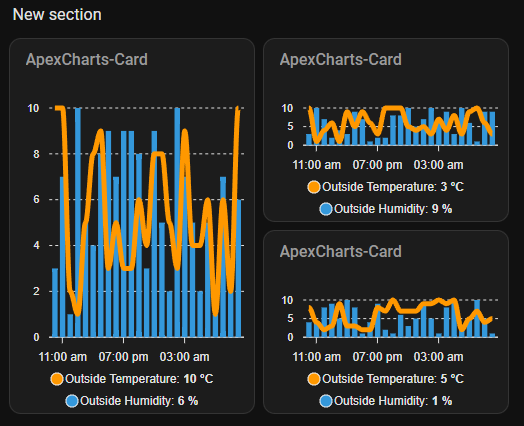 New section
ApexCharts-Card
10
8
6
4
2
0
11:00 am 07:00 pm 03:00 am
Outside Temperature: 10 °C
Outside Humidity: 6 %
ApexCharts-Card
10
5
0
11:00 am 07:00 pm 03:00 am
Outside Temperature: 3 °C
Outside Humidity: 9 %
ApexCharts-Card
10
5
0
11:00 am 07:00 pm 03:00 am
Outside Temperature: 5 °C
Outside Humidity: 1 %